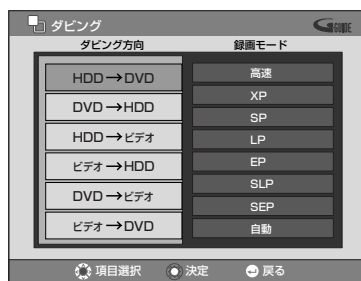 ダビング
G GUIDE
ダビング方向
録画モード
HDD→DVD
DVD→HDD
HDD→ビデオ
ビデオ→HDD
DVD→ビデオ
ビデオ→DVD
高速
XP
SP
LP
EP
SLP
SEP
自動
項目選択 決定 戻る